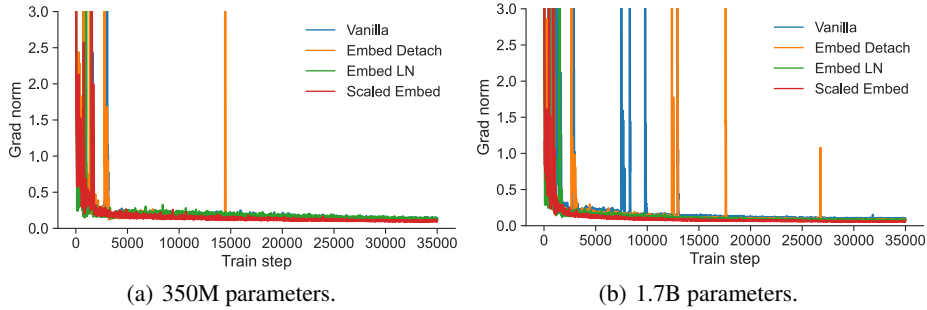 3.0
2.5
2.0
1.5
1.0
0.5
0.0
Grad norm
Vanilla
Embed Detach
Embed LN
Scaled Embed
0 5000 10000 15000 20000 25000 30000 35000
Train step
(a) 350M parameters.
3.0
2.5
2.0
1.5
1.0
0.5
0.0
Grad norm
Vanilla
Embed Detach
Embed LN
Scaled Embed
0 5000 10000 15000 20000 25000 30000 35000
Train step
(b) 1.7B parameters.